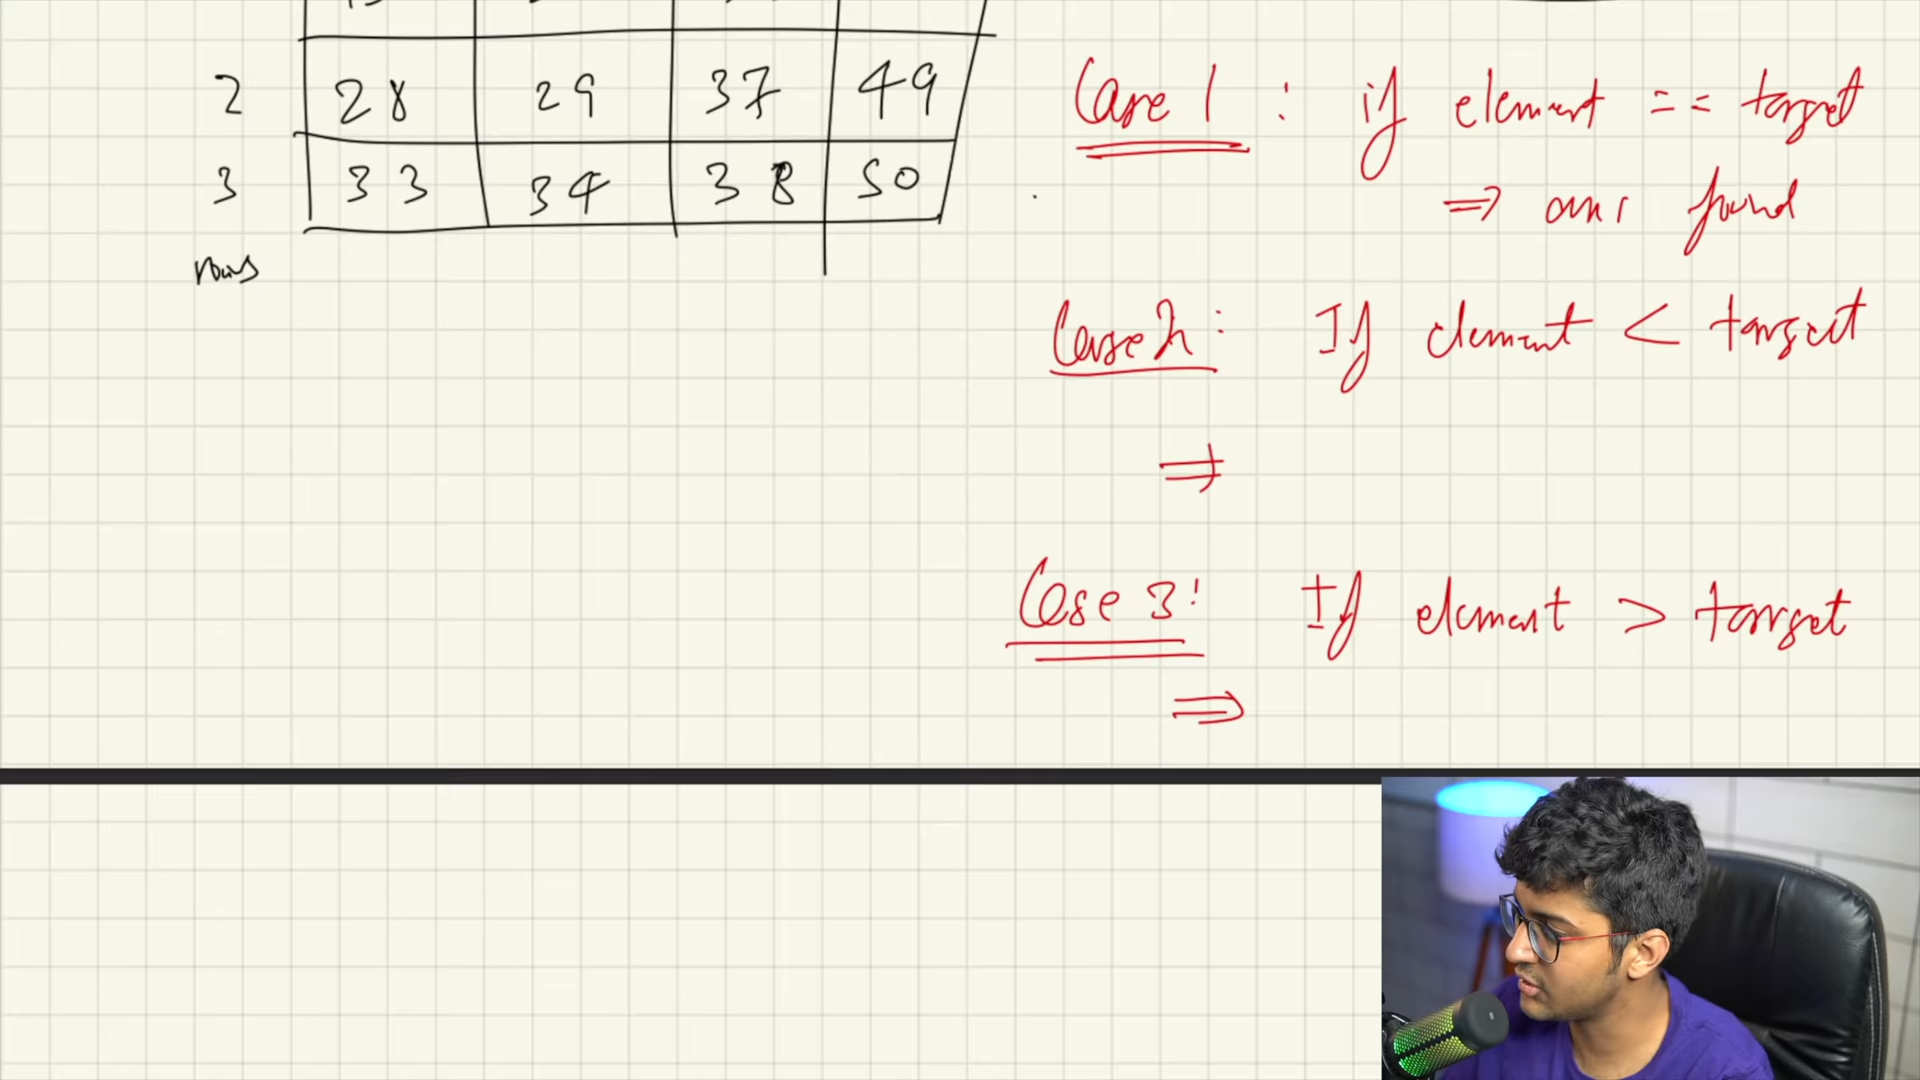 2 28 29 37 49
3 33 34 38 50
rows
Case 1 : if element == target
⇒ ans found
Case 2 : If element < target
⇒
Case 3 : If element > target
⇒